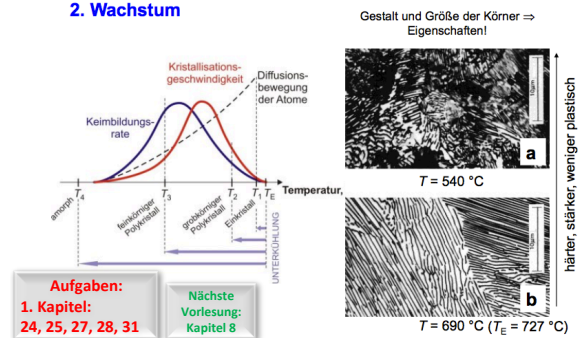 2. Wachstum
Kristallisations-
geschwindigkeit
Diffusions-
bewegung
der Atome
Keimbildungs-
rate
T4
T3
T2
T1
TE
Temperatur,
amorph
feinkörniger
Polykristall
grobkörniger
Polykristall
Einkristall
UNTERKÜHLUNG
Aufgaben:
1. Kapitel:
24, 25, 27, 28, 31
Nächste
Vorlesung:
Kapitel 8
Gestalt und Größe der Körner ⇒
Eigenschaften!
10µm
a
T = 540 °C
10µm
b
T = 690 °C (TE = 727 °C)
härter, stärker, weniger plastisch